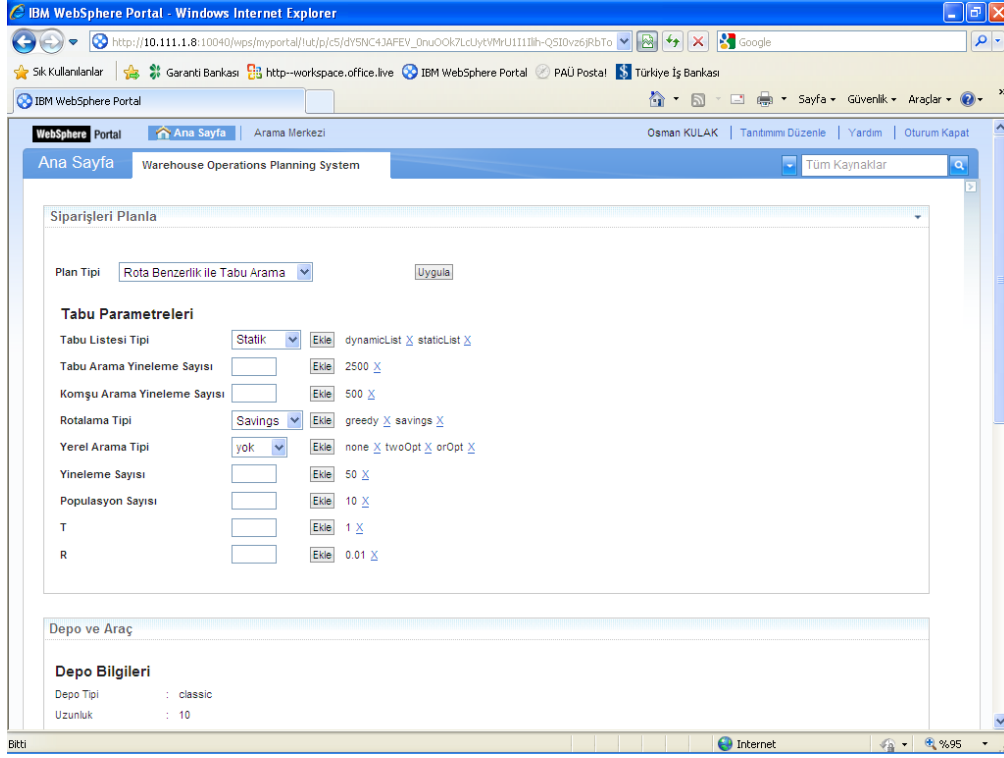 IBM WebSphere Portal - Windows Internet Explorer
http://10.111.1.8:10040/wps/myportal/!ut/p/c5/ Google
Sık Kullanılanlar Garanti Bankası http--workspace.office.live IBM WebSphere Portal PAÜ Posta! Türkiye İş Bankası
IBM WebSphere Portal Sayfa Güvenlik Araçlar
WebSphere Portal Ana Sayfa Arama Merkezi Osman KULAK Tanıtımımı Düzenle Yardım Oturum Kapat
Ana Sayfa Warehouse Operations Planning System Tüm Kaynaklar
Siparişleri Planla
Plan Tipi Rota Benzerlik ile Tabu Arama Uygula
Tabu Parametreleri
Tabu Listesi Tipi Statik Ekle dynamicList X staticList X
Tabu Arama Yineleme Sayısı Ekle 2500 X
Komşu Arama Yineleme Sayısı Ekle 500 X
Rotalama Tipi Savings Ekle greedy X savings X
Yerel Arama Tipi yok Ekle none X twoOpt X orOpt X
Yineleme Sayısı Ekle 50 X
Populasyon Sayısı Ekle 10 X
T Ekle 1 X
R Ekle 0.01 X
Depo ve Araç
Depo Bilgileri
Depo Tipi : classic
Uzunluk : 10
Bitti Internet %95